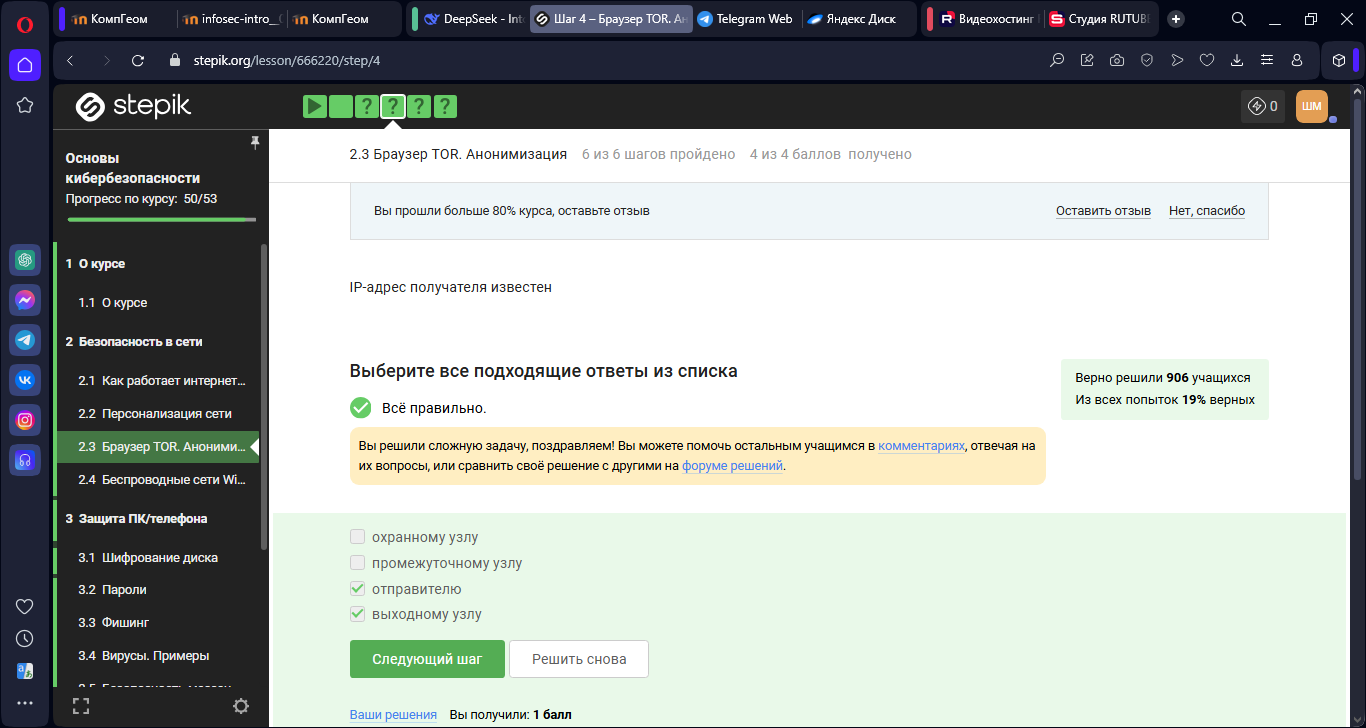 КомпГеом
infosec-intro__
КомпГеом
DeepSeek - Int
Шаг 4 – Браузер TOR. Ан
Telegram Web
Яндекс Диск
Видеохостинг
Студия RUTUBE
stepik.org/lesson/666220/step/4
stepik
? ? ? ?
0
ШМ
Основы
кибербезопасности
Прогресс по курсу: 50/53
1 О курсе
1.1 О курсе
2 Безопасность в сети
2.1 Как работает интернет...
2.2 Персонализация сети
2.3 Браузер TOR. Аноними...
2.4 Беспроводные сети Wi...
3 Защита ПК/телефона
3.1 Шифрование диска
3.2 Пароли
3.3 Фишинг
3.4 Вирусы. Примеры
2.3 Браузер TOR. Анонимизация 6 из 6 шагов пройдено 4 из 4 баллов получено
Вы прошли больше 80% курса, оставьте отзыв
Оставить отзыв Нет, спасибо
IP-адрес получателя известен
Выберите все подходящие ответы из списка
Всё правильно.
Верно решили 906 учащихся
Из всех попыток 19% верных
Вы решили сложную задачу, поздравляем! Вы можете помочь остальным учащимся в комментариях, отвечая на
их вопросы, или сравнить своё решение с другими на форуме решений.
охранному узлу
промежуточному узлу
отправителю
выходному узлу
Следующий шаг
Решить снова
Ваши решения Вы получили: 1 балл